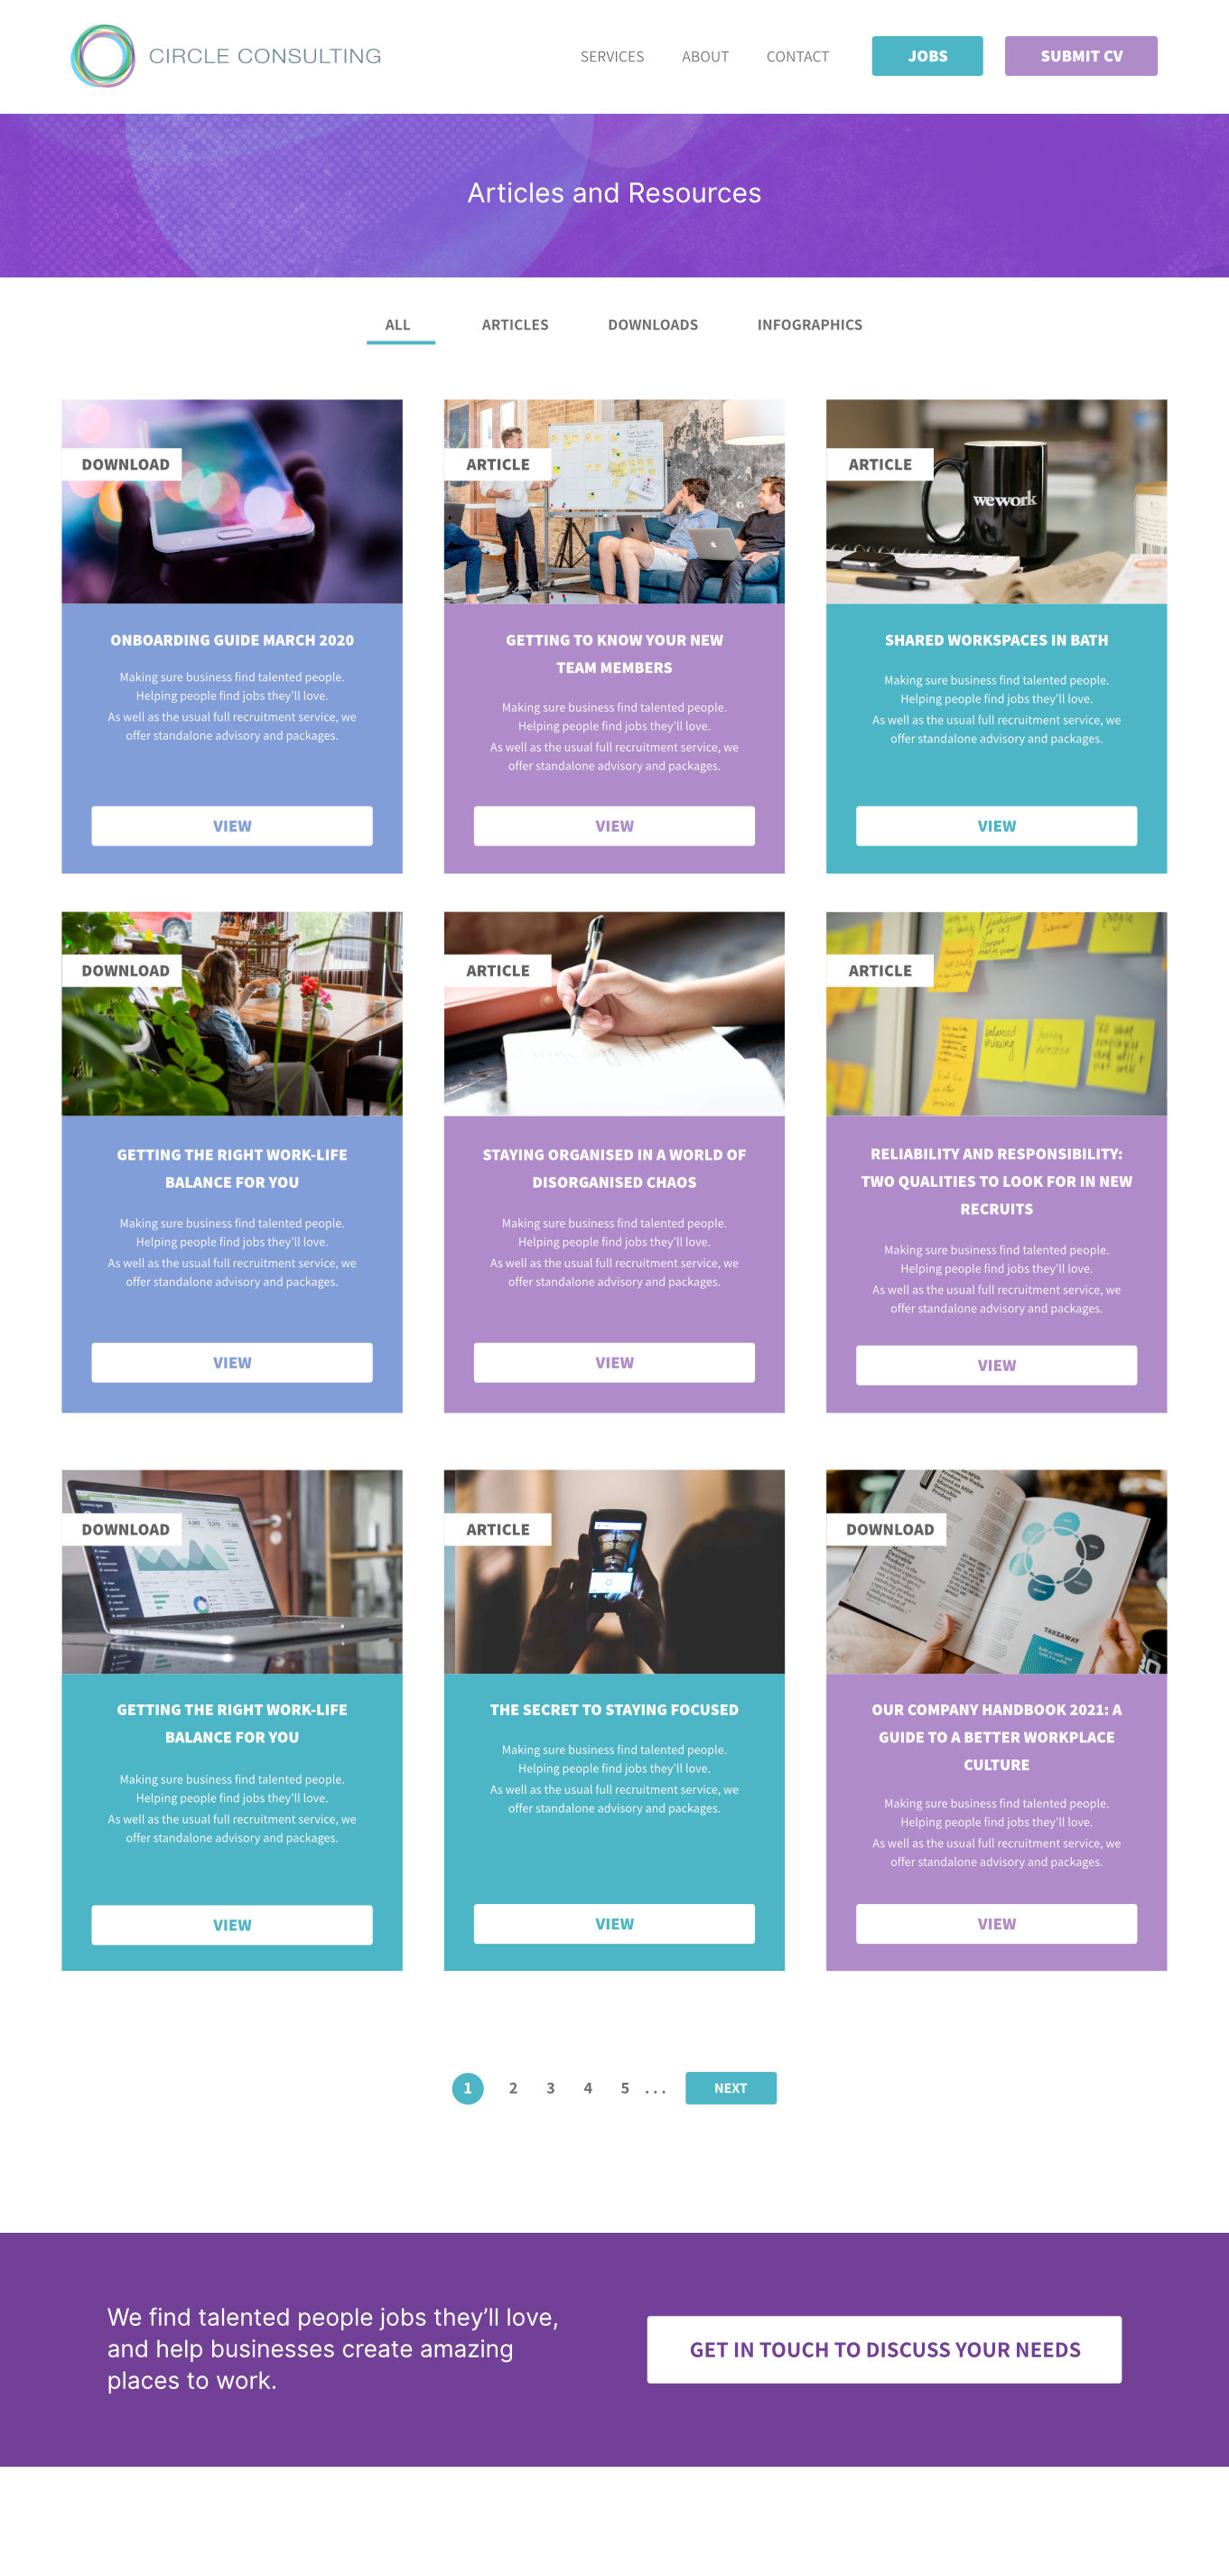 CIRCLE CONSULTING
SERVICES
ABOUT
CONTACT
JOBS
SUBMIT CV
Articles and Resources
ALL
ARTICLES
DOWNLOADS
INFOGRAPHICS
DOWNLOAD
ONBOARDING GUIDE MARCH 2020
Making sure business find talented people.
Helping people find jobs they'll love.
As well as the usual full recruitment service, we
offer standalone advisory and packages.
VIEW
ARTICLE
GETTING TO KNOW YOUR NEW
TEAM MEMBERS
Making sure business find talented people.
Helping people find jobs they'll love.
As well as the usual full recruitment service, we
offer standalone advisory and packages.
VIEW
ARTICLE
wework
SHARED WORKSPACES IN BATH
Making sure business find talented people.
Helping people find jobs they'll love.
As well as the usual full recruitment service, we
offer standalone advisory and packages.
VIEW
DOWNLOAD
GETTING THE RIGHT WORK-LIFE
BALANCE FOR YOU
Making sure business find talented people.
Helping people find jobs they'll love.
As well as the usual full recruitment service, we
offer standalone advisory and packages.
VIEW
ARTICLE
STAYING ORGANISED IN A WORLD OF
DISORGANISED CHAOS
Making sure business find talented people.
Helping people find jobs they'll love.
As well as the usual full recruitment service, we
offer standalone advisory and packages.
VIEW
ARTICLE
RELIABILITY AND RESPONSIBILITY:
TWO QUALITIES TO LOOK FOR IN NEW
RECRUITS
Making sure business find talented people.
Helping people find jobs they'll love.
As well as the usual full recruitment service, we
offer standalone advisory and packages.
VIEW
DOWNLOAD
GETTING THE RIGHT WORK-LIFE
BALANCE FOR YOU
Making sure business find talented people.
Helping people find jobs they'll love.
As well as the usual full recruitment service, we
offer standalone advisory and packages.
VIEW
ARTICLE
THE SECRET TO STAYING FOCUSED
Making sure business find talented people.
Helping people find jobs they'll love.
As well as the usual full recruitment service, we
offer standalone advisory and packages.
VIEW
DOWNLOAD
TAKEAWAY
OUR COMPANY HANDBOOK 2021: A
GUIDE TO A BETTER WORKPLACE
CULTURE
Making sure business find talented people.
Helping people find jobs they'll love.
As well as the usual full recruitment service, we
offer standalone advisory and packages.
VIEW
1 2 3 4 5 . . . NEXT
We find talented people jobs they'll love,
and help businesses create amazing
places to work.
GET IN TOUCH TO DISCUSS YOUR NEEDS